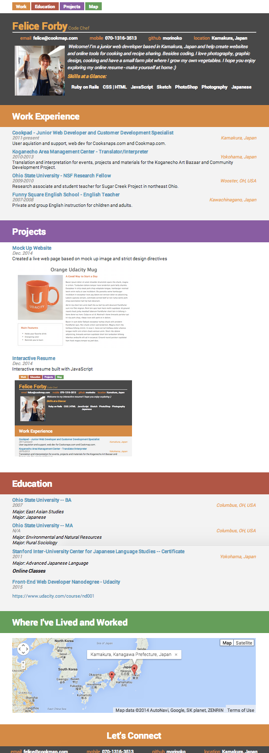 Work Education Projects Map
Felice Forby Code Chef
email felice@cookmap.com mobile 070-1316-3613 github morinoko location Kamakura, Japan
Welcome! I'm a junior web developer based in Kamakura, Japan and help create websites
and other tools for cooking and recipe sharing. Besides coding, I love photography, graphic
design, cooking and have a small farm plot where I grow my own vegetables. I hope you enjoy
exploring my online resume - make yourself at home :)
Skills at a Glance:
Ruby on Rails CSS | HTML JavaScript Sketch PhotoShop Photography Japanese
Work Experience
Cookpad - Junior Web Developer and Customer Development Specialist
2011-present Kamakura, Japan
User aquistion and support, web dev for Cookanapa.com and Cookmap.com.
Koganecho Area Management Center - Translator/Interpreter
2010-2013 Yokohama, Japan
Translation and interpretation for events, projects and materials for the Koganecho Art Bazaar and Community
Development Project.
Ohio State University - NSF Research Fellow
2009-2010 Wooster, OH, USA
Research associate and student teacher for Sugar Creek Project in northeast Ohio.
Funny Square English School - English Teacher
2007-2008 Japan
Private and group English instruction for children and adults.
Projects
Mock Up Website
Dec. 2014
Created a live web page based on mock up image and strict design directives
Orange Udacity Mug
Interactive Resume
Dec. 2014
Interactive resume built with JavaScript
Felice Forby
Work Experience
Education
Ohio State University -- BA
2007 Columbus, OH, USA
Major: East Asian Studies
Major: Japanese
Ohio State University -- MA
N/A Columbus, OH, USA
Major: Environmental and Natural Resources
Major: Rural Sociology
Stanford Inter-University Center for Japanese Language Studies -- Certificate
2011 Yokohama, Japan
Major: Advanced Japanese Language
Online Classes
Front-End Web Developer Nanodegree - Udacity
2015
https://www.udacity.com/course/nd001
Where I've Lived and Worked
North Korea
Map Satellite
Kamakura, Kanagawa Prefecture, Japan ×
South Korea
Japan
Map data ©2014 AutoNavi, Google, SK planet, ZENRIN Terms of Use
Let's Connect
email felice@cookmap.com mobile 070-1316-3613 github morinoko location Kamakura, Japan